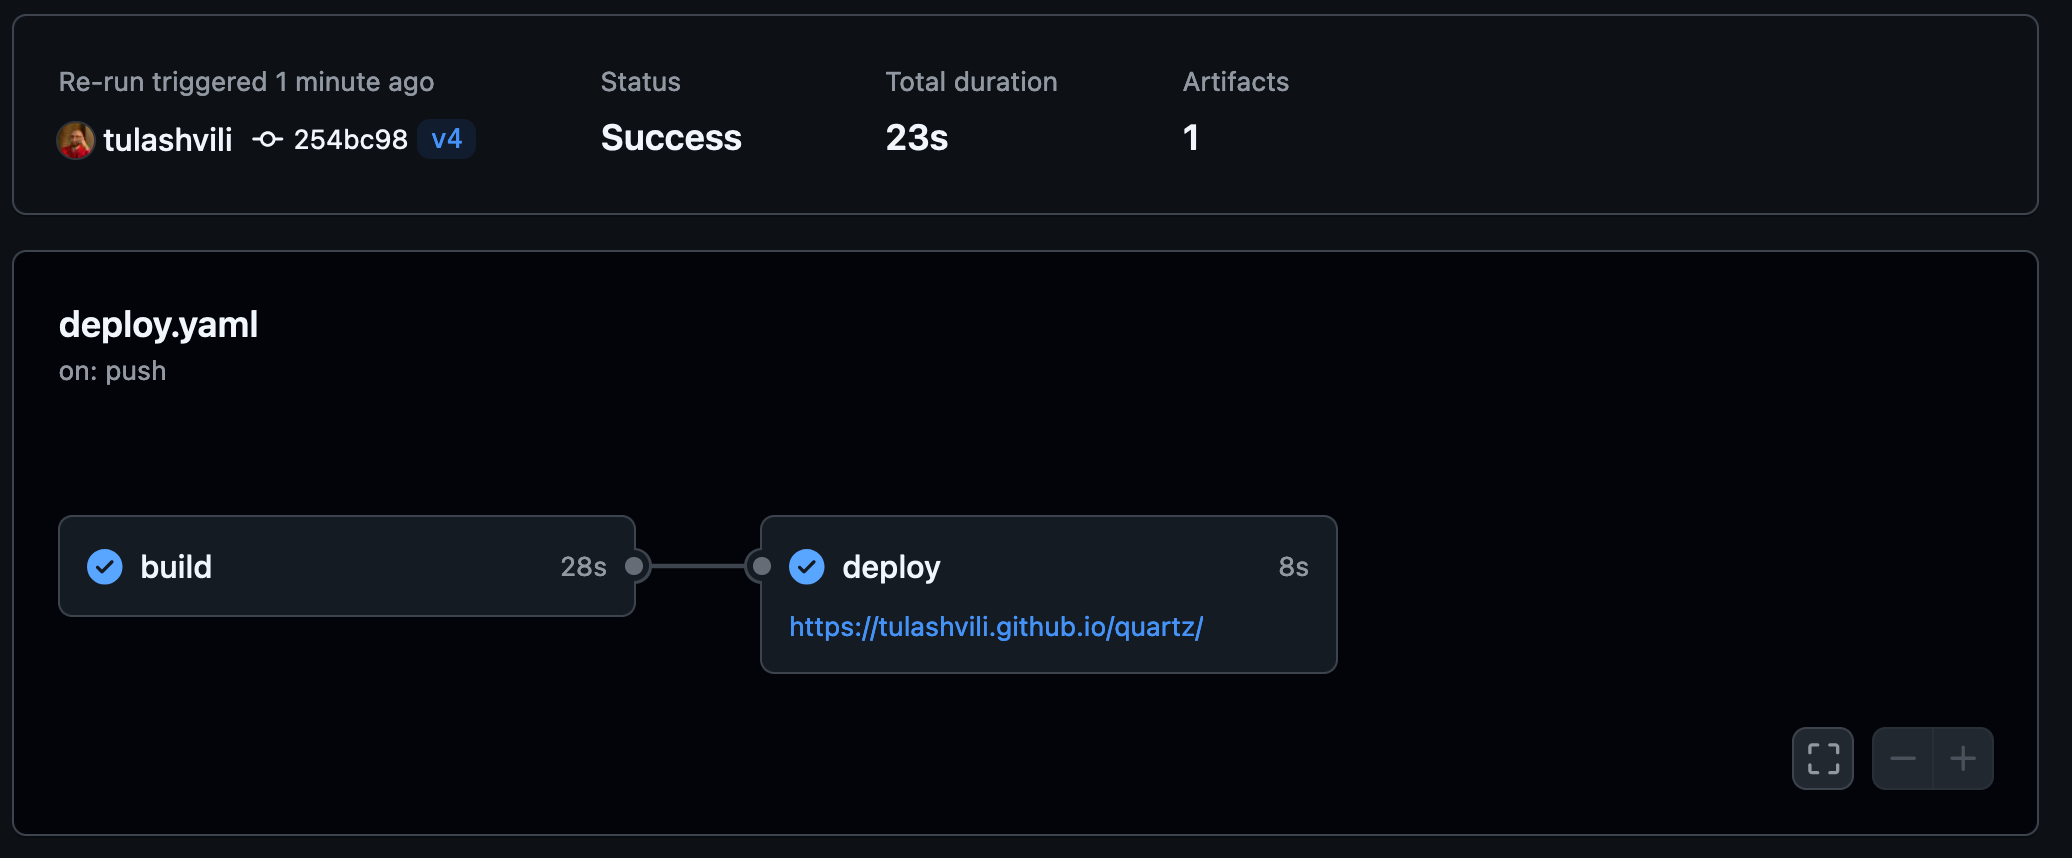 Re-run triggered 1 minute ago
tulashvili 254bc98 v4
Status
Success
Total duration
23s
Artifacts
1
deploy.yaml
on: push
build 28s
deploy 8s
https://tulashvili.github.io/quartz/